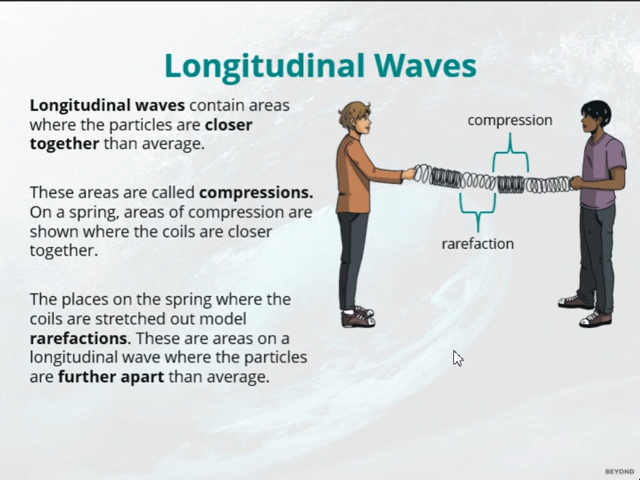 Longitudinal Waves
Longitudinal waves contain areas
where the particles are closer
together than average.
These areas are called compressions.
On a spring, areas of compression are
shown where the coils are closer
together.
The places on the spring where the
coils are stretched out model
rarefactions. These are areas on a
longitudinal wave where the particles
are further apart than average.
compression
rarefaction
BEYOND